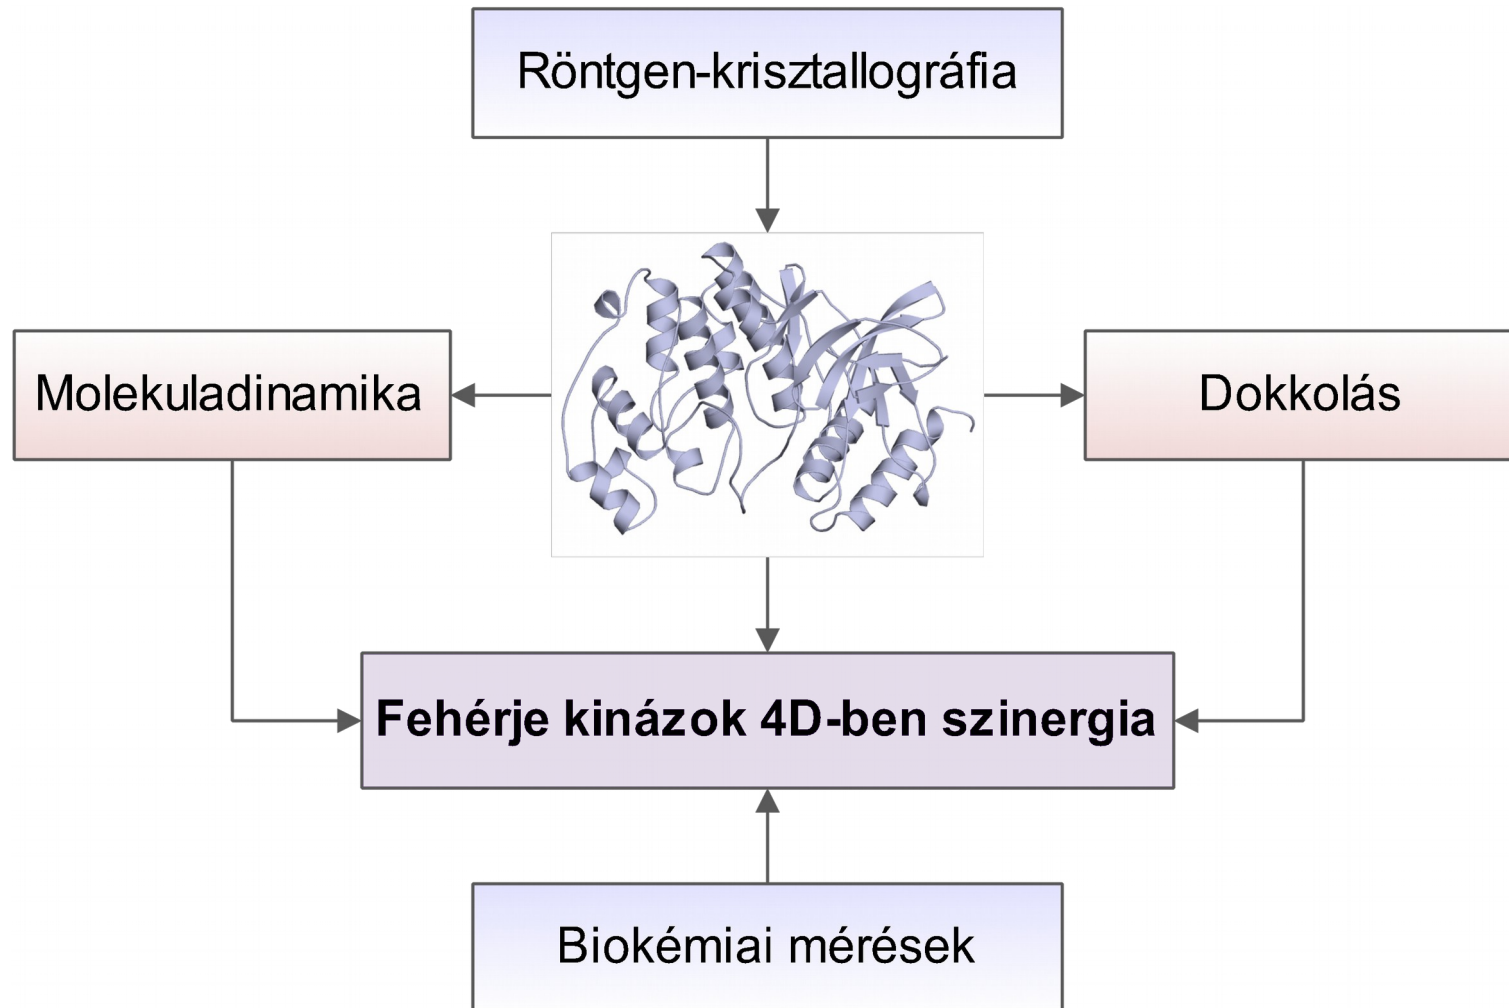 Röntgen-krisztallográfia
Molekuladinamika
Dokkolás
Fehérje kinázok 4D-ben szinergia
Biokémiai mérések